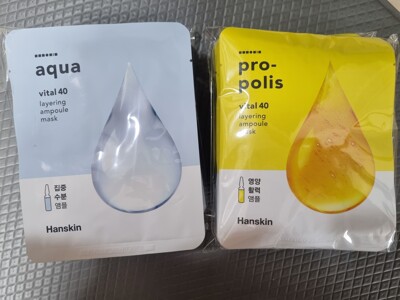 aqua
vital 40
layering
ampoule
mask
집중
수분
앰플
Hanskin
pro-
polis
vital 40
layering
ampoule
mask
영양
활력
앰플
Hanskin